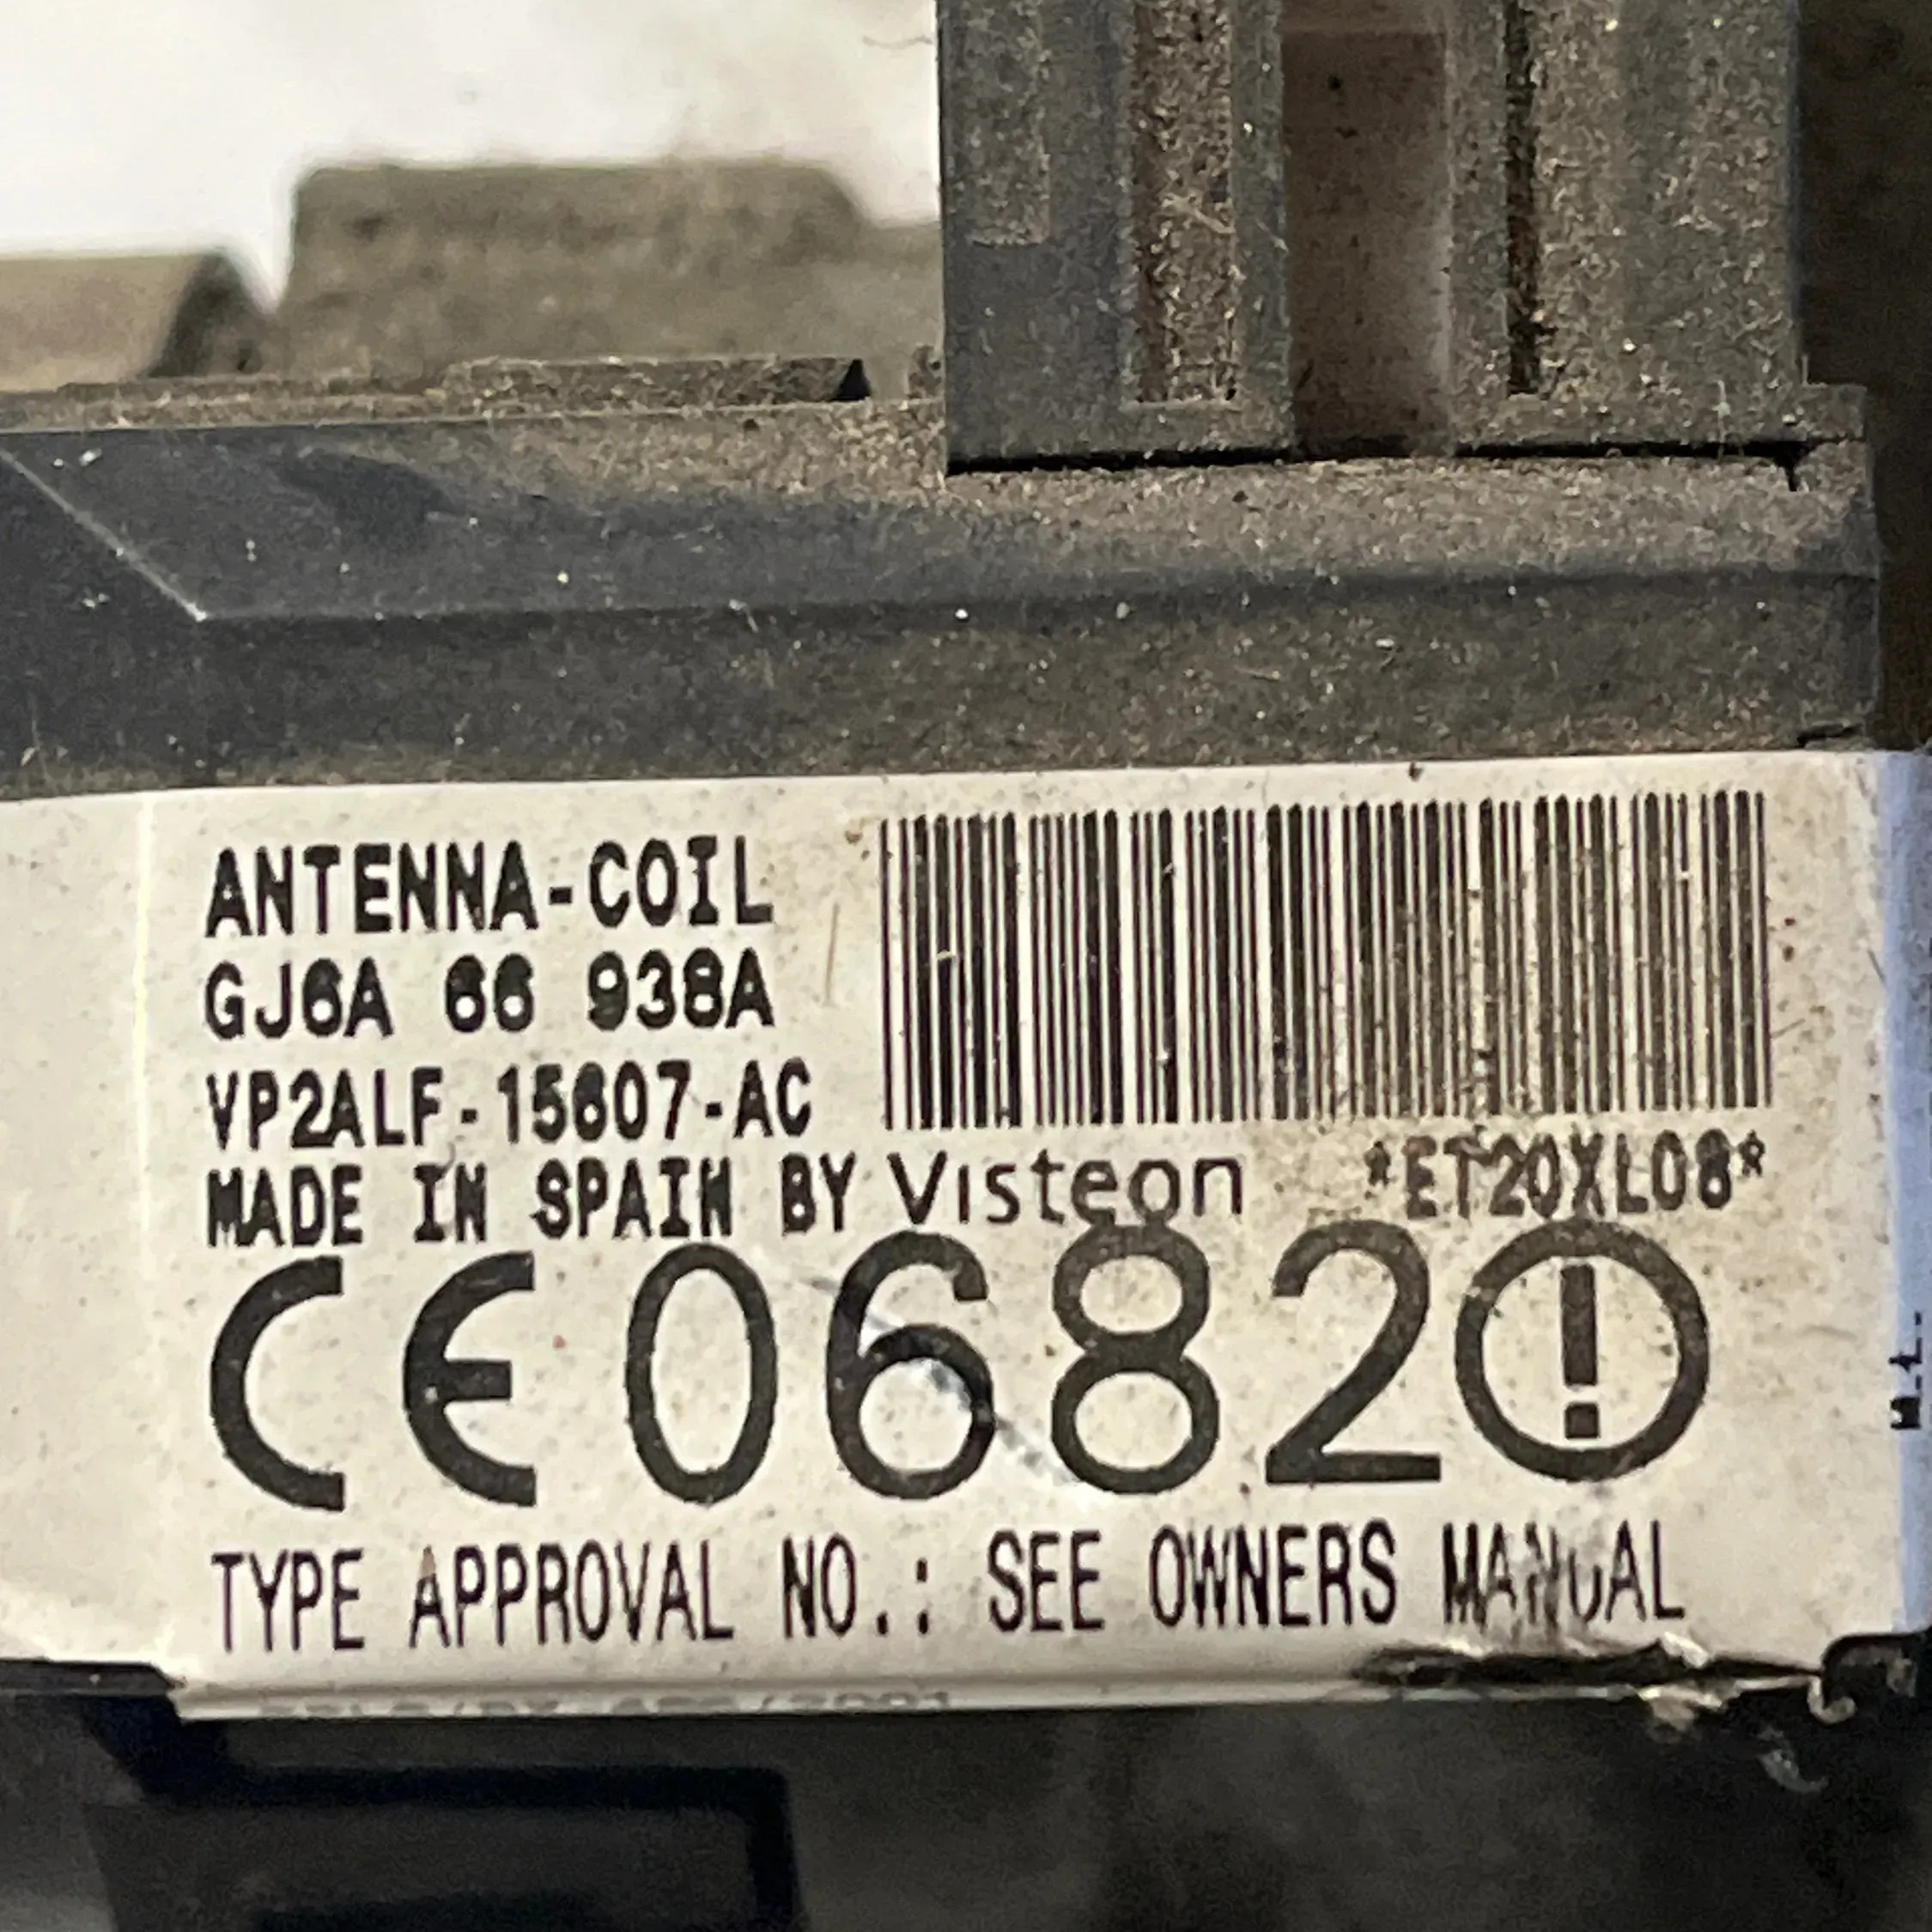 ANTENNA-COIL
GJ6A 66 938A
VP2ALF-15607-AC
MADE IN SPAIN BY Visteon *ET20XL08*
CE0682
TYPE APPROVAL NO.: SEE OWNERS MANUAL